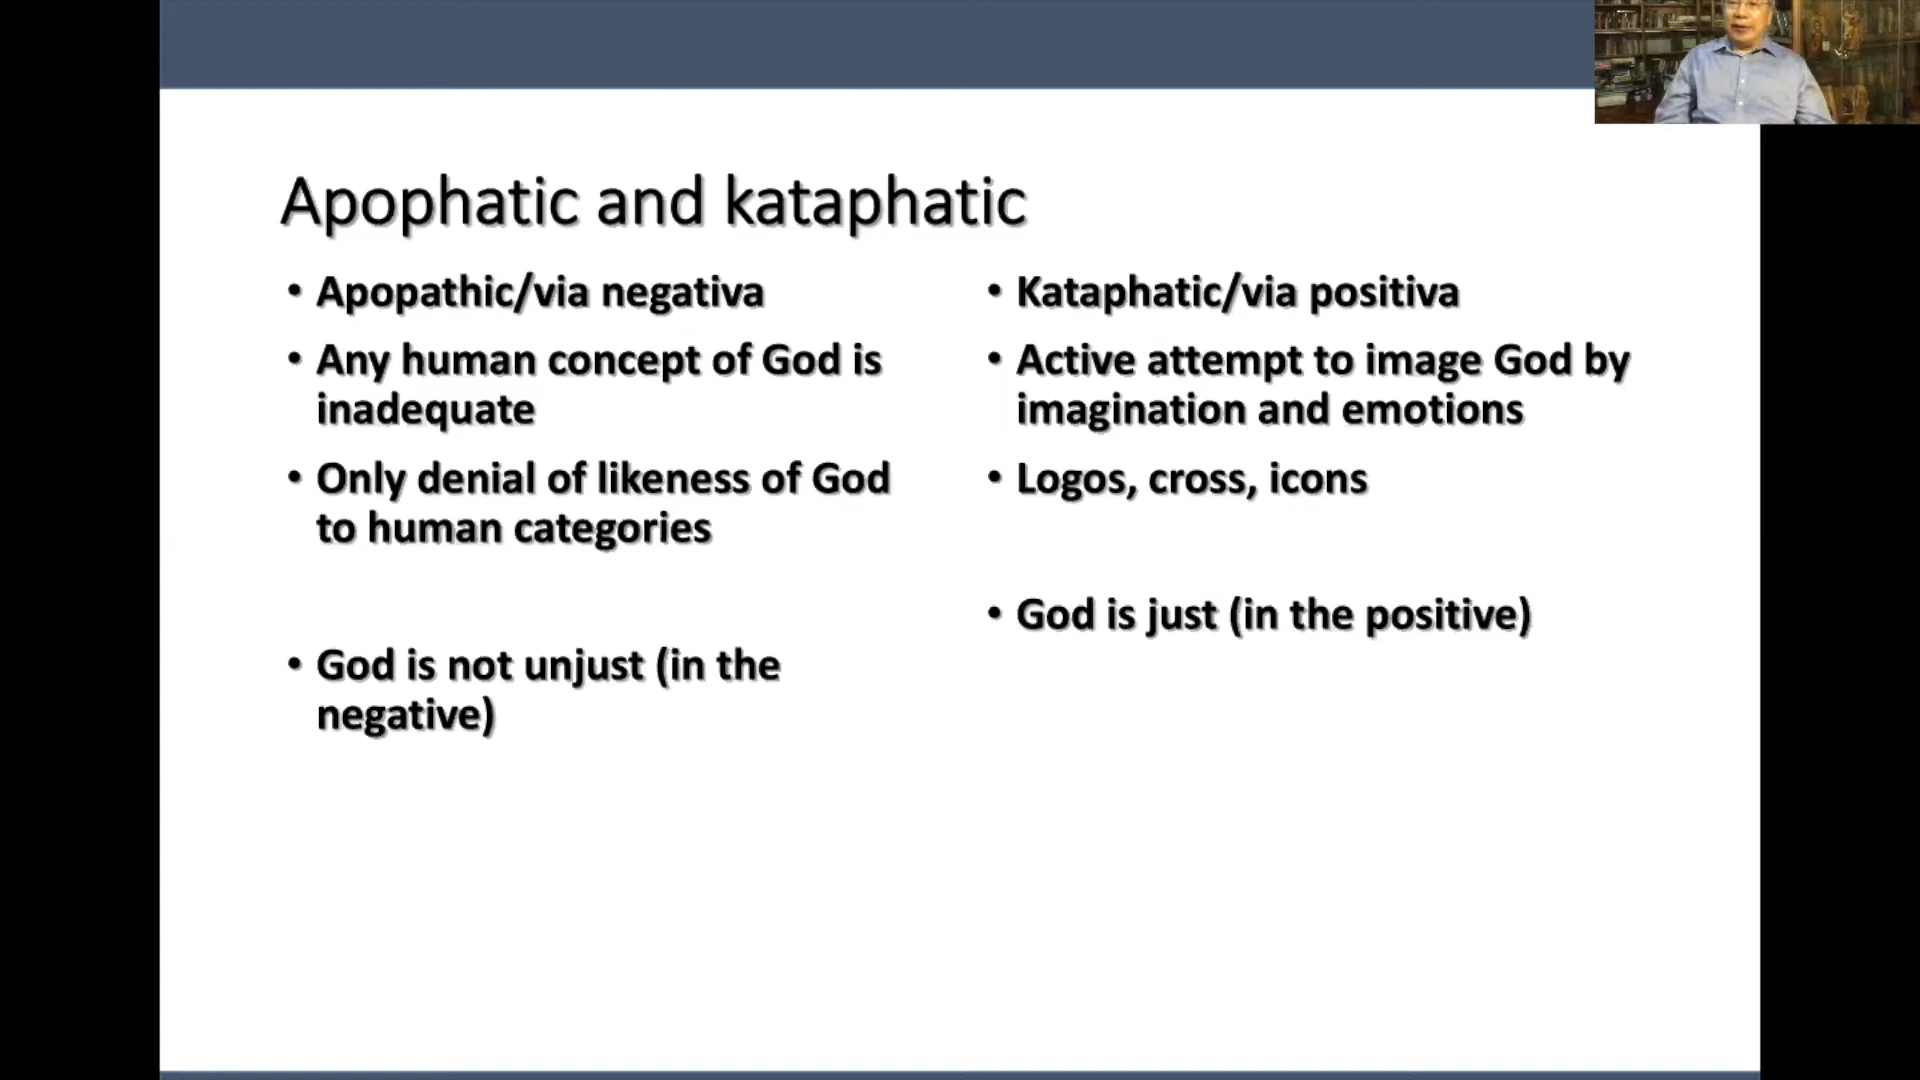 Apophatic and kataphatic
• Apopathic/via negativa
• Any human concept of God is
inadequate
• Only denial of likeness of God
to human categories
• God is not unjust (in the
negative)
• Kataphatic/via positiva
• Active attempt to image God by
imagination and emotions
• Logos, cross, icons
• God is just (in the positive)